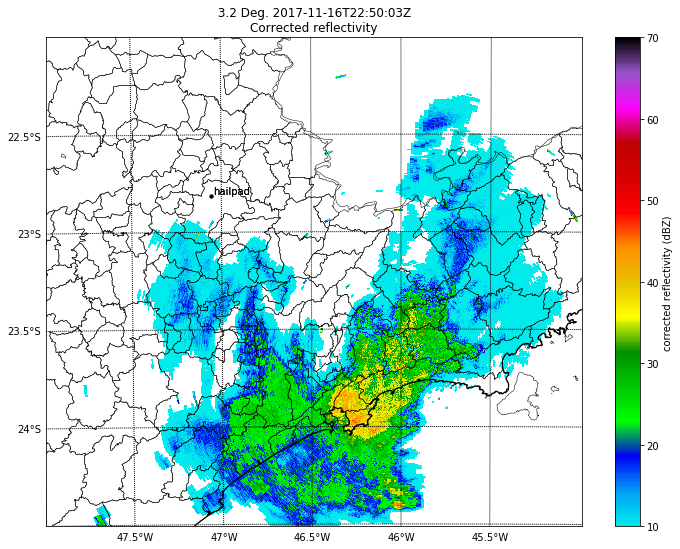 3.2 Deg. 2017-11-16T22:50:03Z
Corrected reflectivity
22.5°S
23°S
23.5°S
24°S
47.5°W
47°W
46.5°W
46°W
45.5°W
hailpad
70
60
50
40
30
20
10
corrected reflectivity (dBZ)